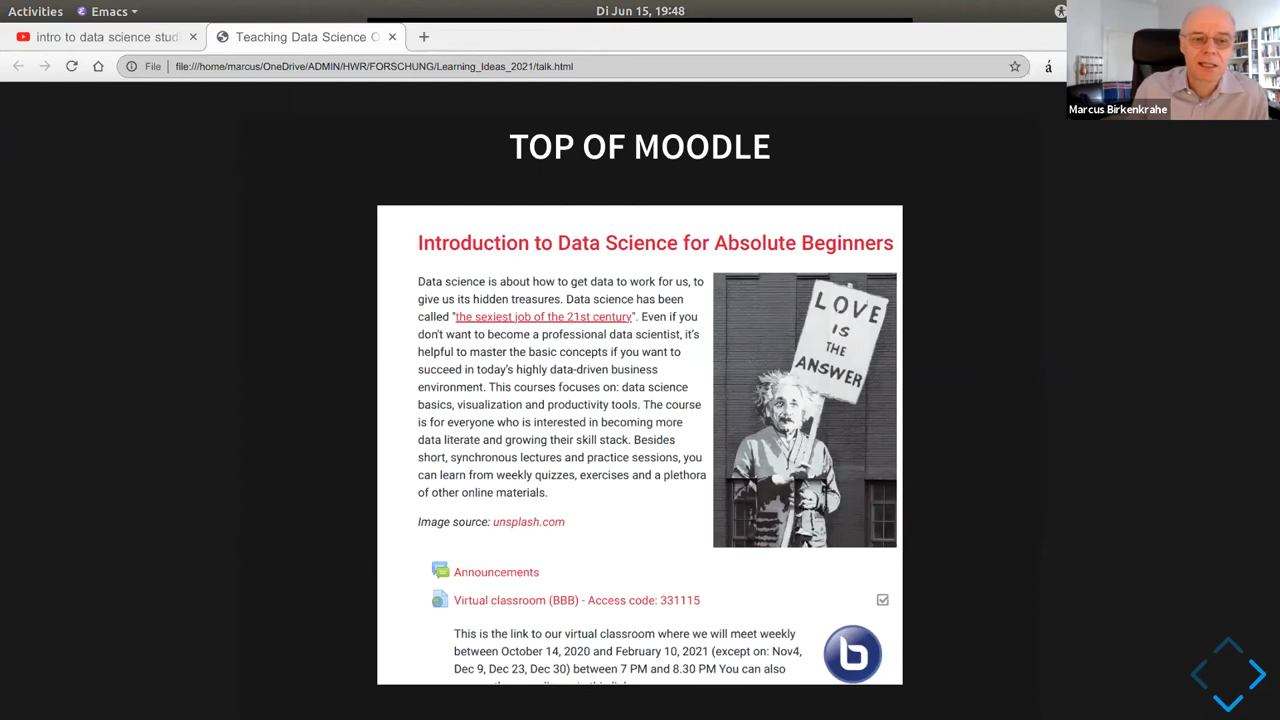 Activities
Emacs
Di Jun 15, 19:48
intro to data science stud
Teaching Data Science O
File
file:///home/marcus/OneDrive/ADMIN/HWR/FORSCHUNG/Learning_Ideas_2021/talk.html
á
Marcus Birkenkrahe
TOP OF MOODLE
Introduction to Data Science for Absolute Beginners
Data science is about how to get data to work for us, to
give us its hidden treasures. Data science has been
called "the sexiest job of the 21st century". Even if you
don't want to become a professional data scientist, it's
helpful to master the basic concepts if you want to
succeed in today's highly data-driven business
environment. This courses focuses on: data science
basics, visualization and productivity tools. The course
is for everyone who is interested in becoming more
data literate and growing their skill stack. Besides
short, synchronous lectures and practice sessions, you
can learn from weekly quizzes, exercises and a plethora
of other online materials.
LOVE
IS
THE
ANSWER
Image source: unsplash.com
Announcements
Virtual classroom (BBB) - Access code: 331115
This is the link to our virtual classroom where we will meet weekly
between October 14, 2020 and February 10, 2021 (except on: Nov4,
Dec 9, Dec 23, Dec 30) between 7 PM and 8.30 PM You can also
b